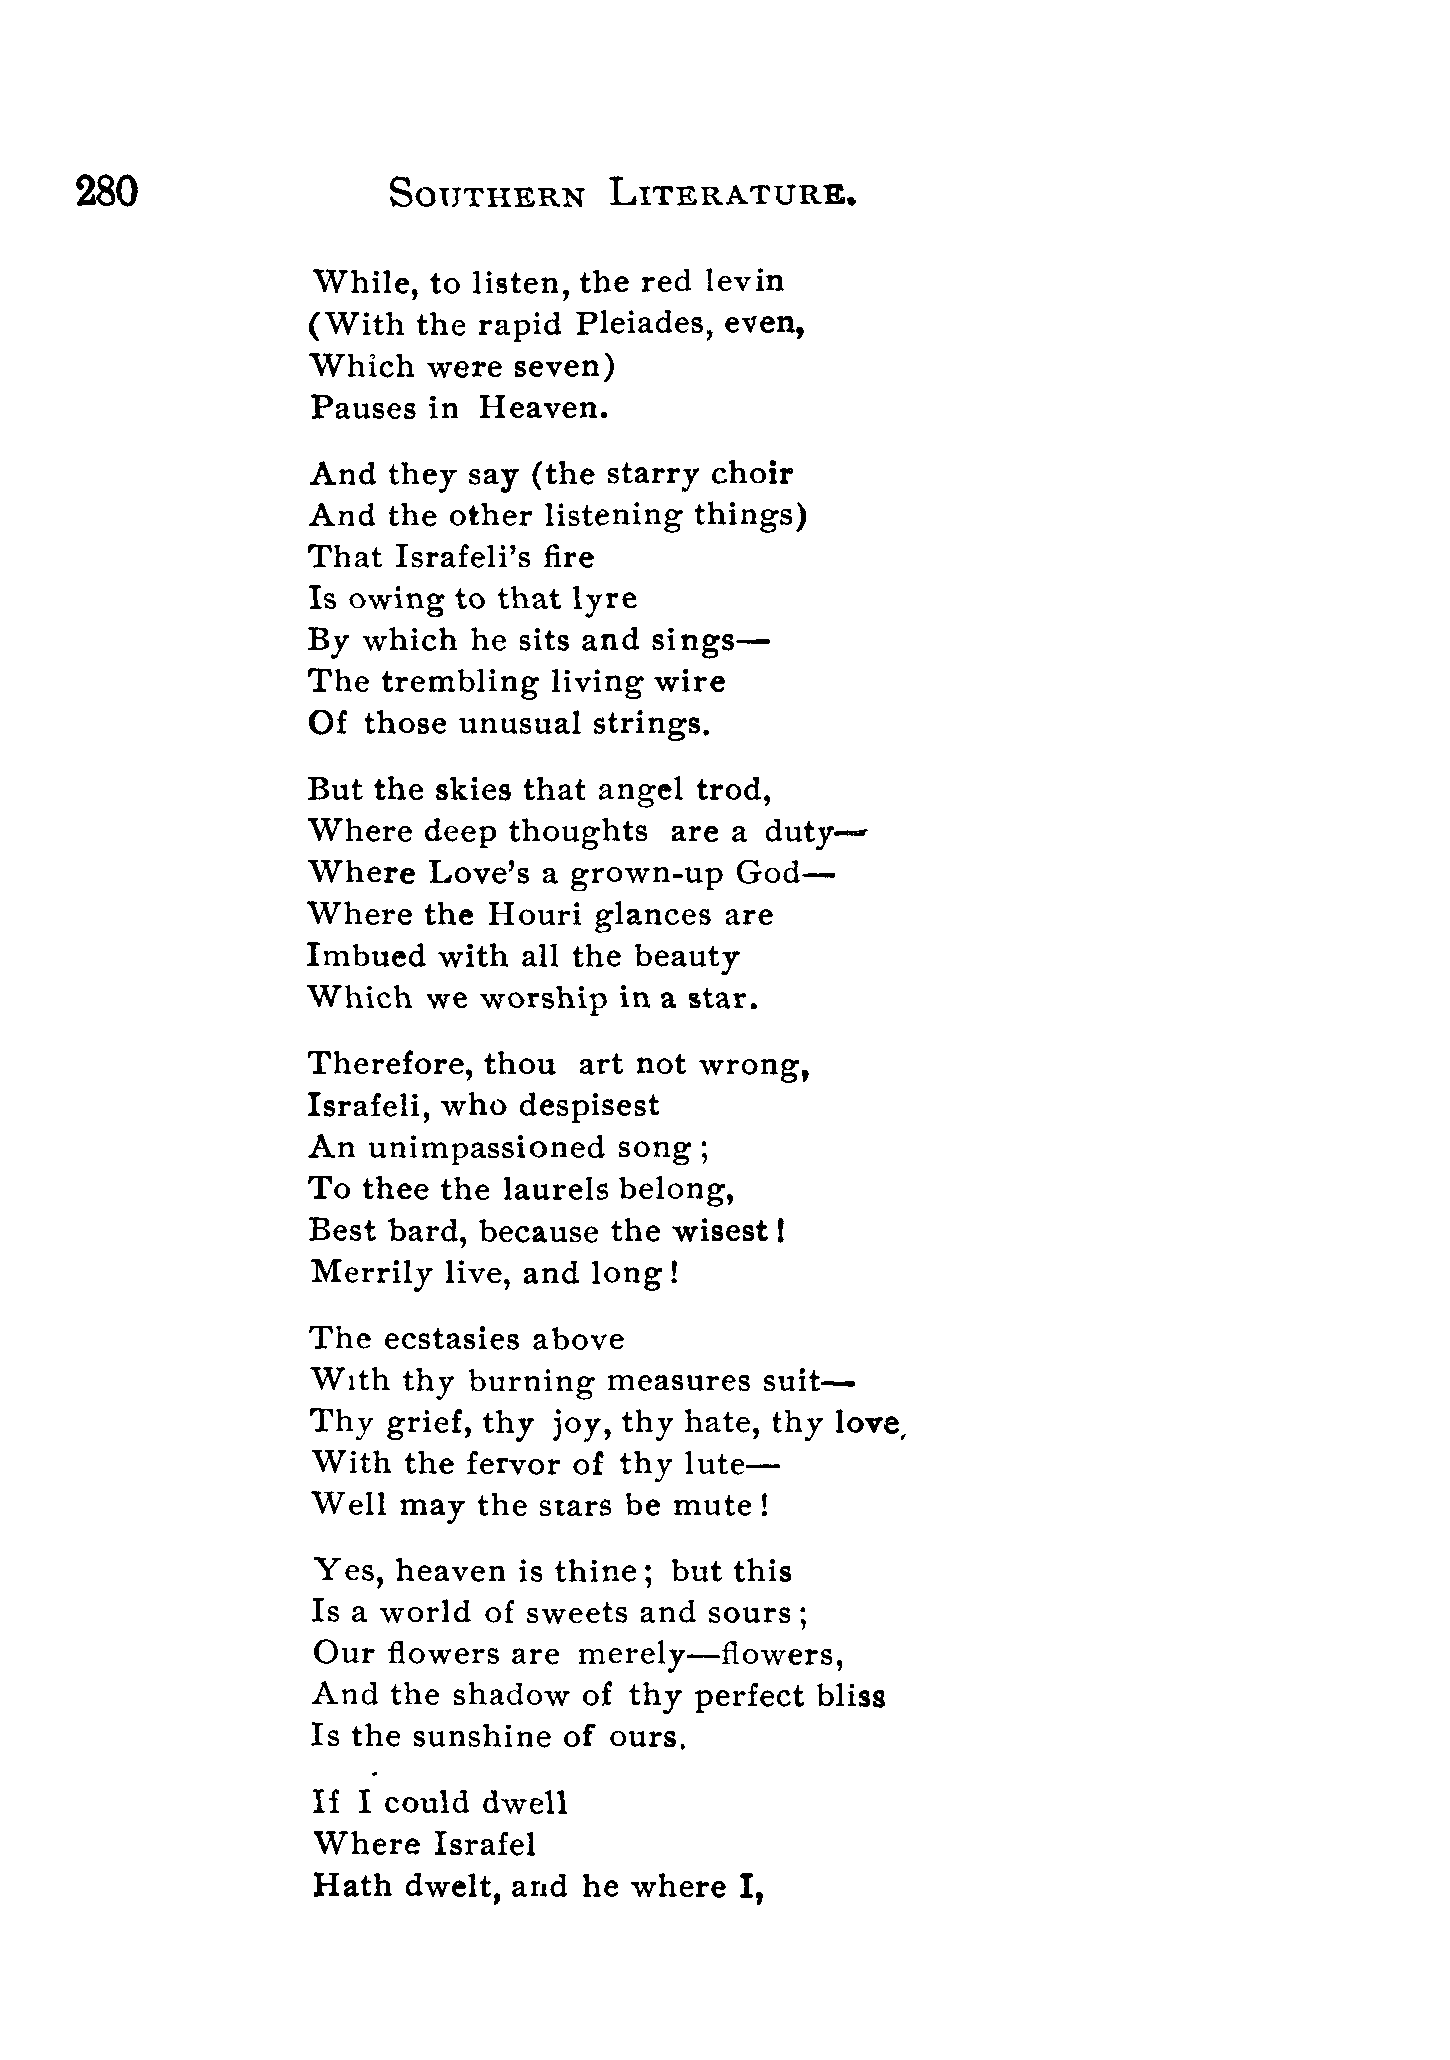 280 SOUTHERN LITERATURE.
While, to listen, the red levin
(With the rapid Pleiades, even,
Which were seven)
Pauses in Heaven.
And they say (the starry choir
And the other listening things)
That Israfeli's fire
Is owing to that lyre
By which he sits and sings—
The trembling living wire
Of those unusual strings.
But the skies that angel trod,
Where deep thoughts are a duty—
Where Love's a grown-up God—
Where the Houri glances are
Imbued with all the beauty
Which we worship in a star.
Therefore, thou art not wrong,
Israfeli, who despisest
An unimpassioned song;
To thee the laurels belong,
Best bard, because the wisest!
Merrily live, and long!
The ecstasies above
With thy burning measures suit—
Thy grief, thy joy, thy hate, thy love,
With the fervor of thy lute—
Well may the stars be mute!
Yes, heaven is thine; but this
Is a world of sweets and sours;
Our flowers are merely—flowers,
And the shadow of thy perfect bliss
Is the sunshine of ours.
If I could dwell
Where Israfel
Hath dwelt, and he where I,